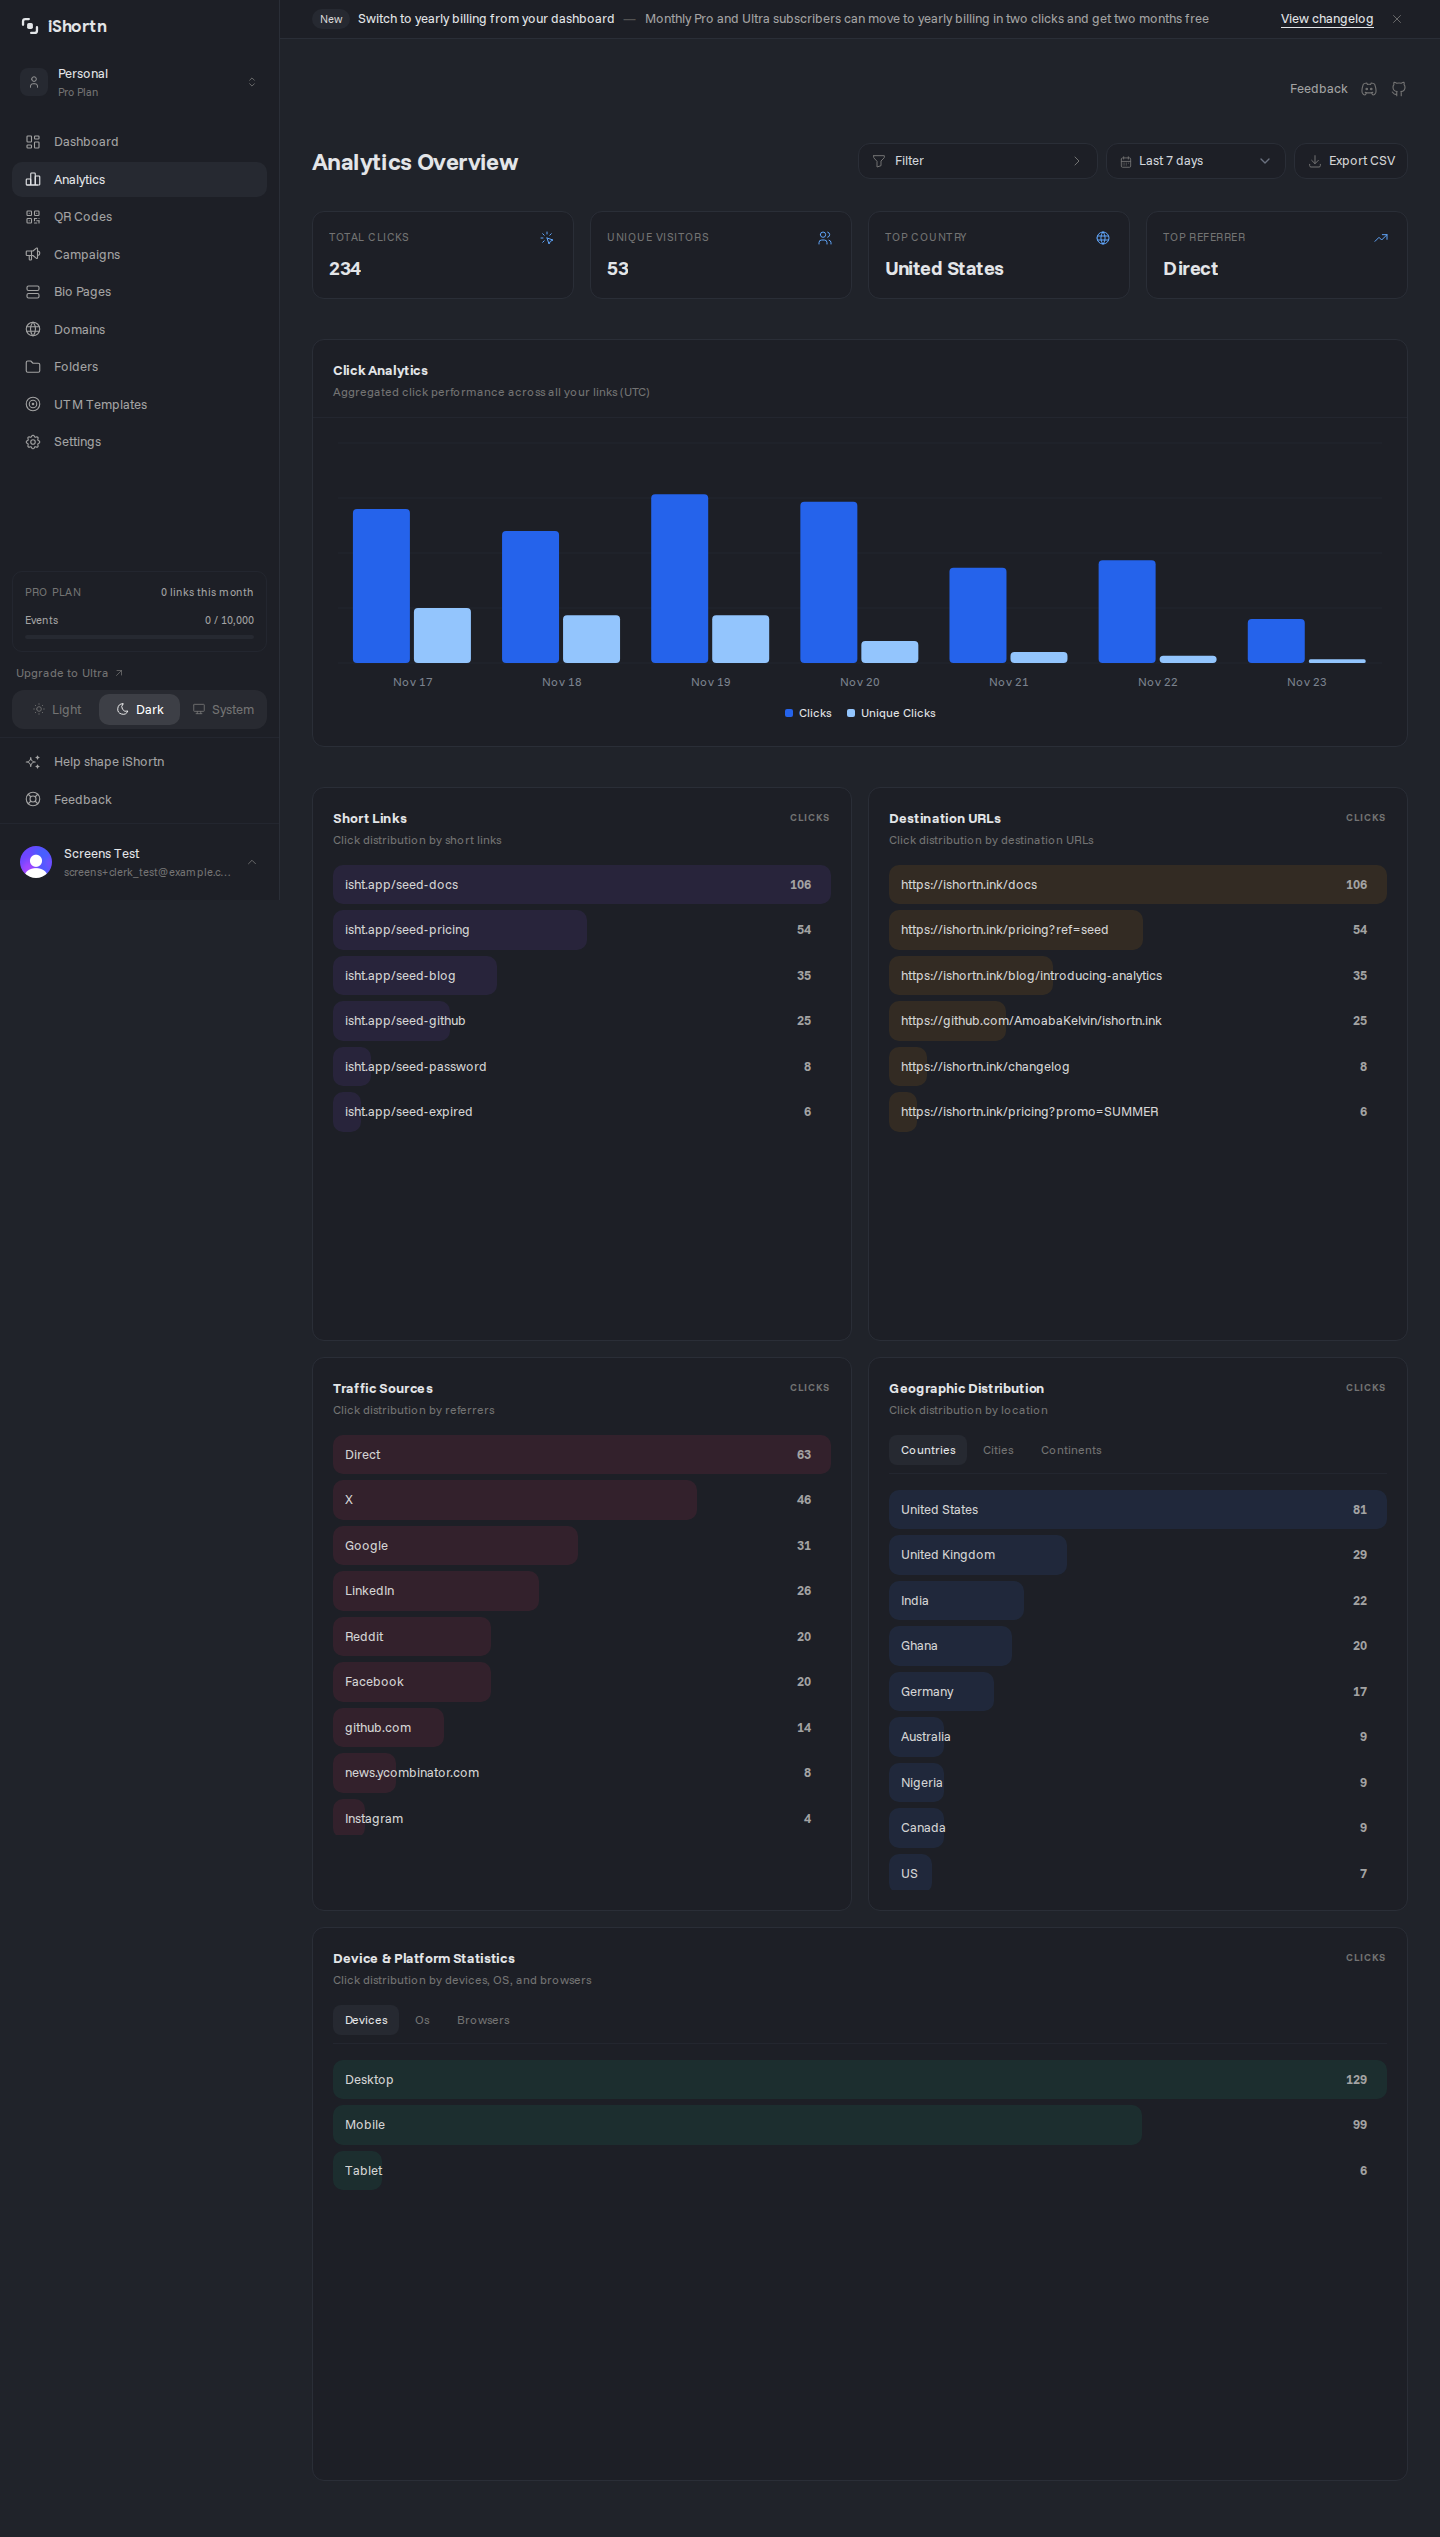 iShortn
Personal
Pro Plan
Dashboard
Analytics
QR Codes
Campaigns
Bio Pages
Domains
Folders
UTM Templates
Settings
PRO PLAN 0 links this month
Events 0 / 10,000
Upgrade to Ultra
Light Dark System
Help shape iShortn
Feedback
Screens Test
screens+clerk_test@example.c...
New Switch to yearly billing from your dashboard — Monthly Pro and Ultra subscribers can move to yearly billing in two clicks and get two months free View changelog
Feedback
Analytics Overview
Filter Last 7 days Export CSV
TOTAL CLICKS
234
UNIQUE VISITORS
53
TOP COUNTRY
United States
TOP REFERRER
Direct
Click Analytics
Aggregated click performance across all your links (UTC)
Nov 17 Nov 18 Nov 19 Nov 20 Nov 21 Nov 22 Nov 23
Clicks Unique Clicks
Short Links CLICKS
Click distribution by short links
isht.app/seed-docs 106
isht.app/seed-pricing 54
isht.app/seed-blog 35
isht.app/seed-github 25
isht.app/seed-password 8
isht.app/seed-expired 6
Destination URLs CLICKS
Click distribution by destination URLs
https://ishortn.ink/docs 106
https://ishortn.ink/pricing?ref=seed 54
https://ishortn.ink/blog/introducing-analytics 35
https://github.com/AmoabaKelvin/ishortn.ink 25
https://ishortn.ink/changelog 8
https://ishortn.ink/pricing?promo=SUMMER 6
Traffic Sources CLICKS
Click distribution by referrers
Direct 63
X 46
Google 31
LinkedIn 26
Reddit 20
Facebook 20
github.com 14
news.ycombinator.com 8
Instagram 4
Geographic Distribution CLICKS
Click distribution by location
Countries Cities Continents
United States 81
United Kingdom 29
India 22
Ghana 20
Germany 17
Australia 9
Nigeria 9
Canada 9
US 7
Device & Platform Statistics CLICKS
Click distribution by devices, OS, and browsers
Devices Os Browsers
Desktop 129
Mobile 99
Tablet 6